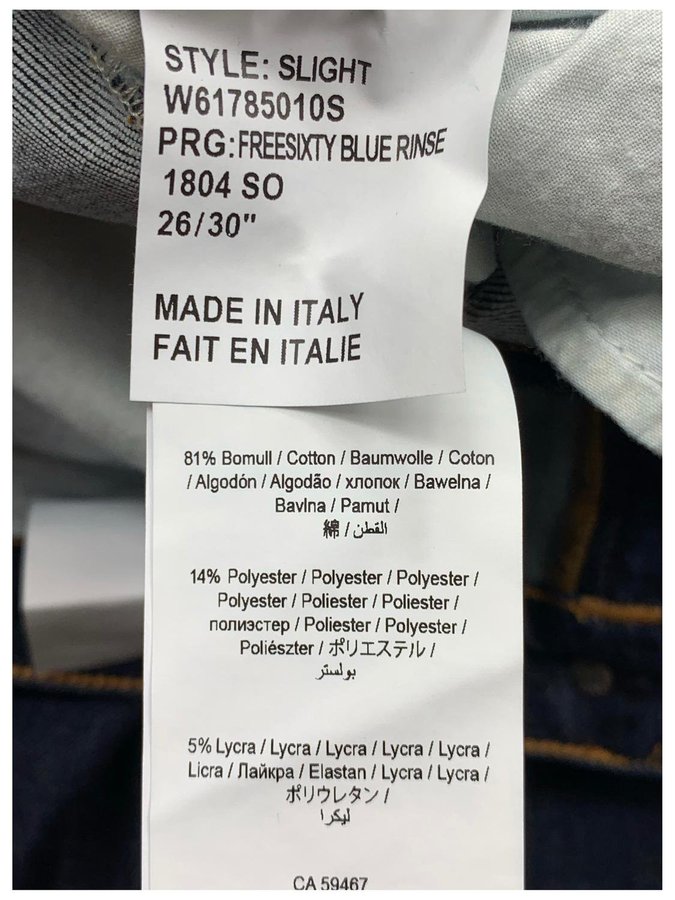 STYLE: SLIGHT
W61785010S
PRG:FREESIXTY BLUE RINSE
1804 SO
26/30"
MADE IN ITALY
FAIT EN ITALIE
81% Bomull / Cotton / Baumwolle / Coton
/ Algodón / Algodão / хлопок / Bawelna /
Bavlna / Pamut /
綿 / القطن
14% Polyester / Polyester / Polyester /
Polyester / Poliester / Poliester /
полиэстер / Poliester / Polyester /
Poliészter / ポリエステル /
بولستر
5% Lycra / Lycra / Lycra / Lycra / Lycra /
Licra / Лайкра / Elastan / Lycra / Lycra /
ポリウレタン /
ليكرا
CA 59467